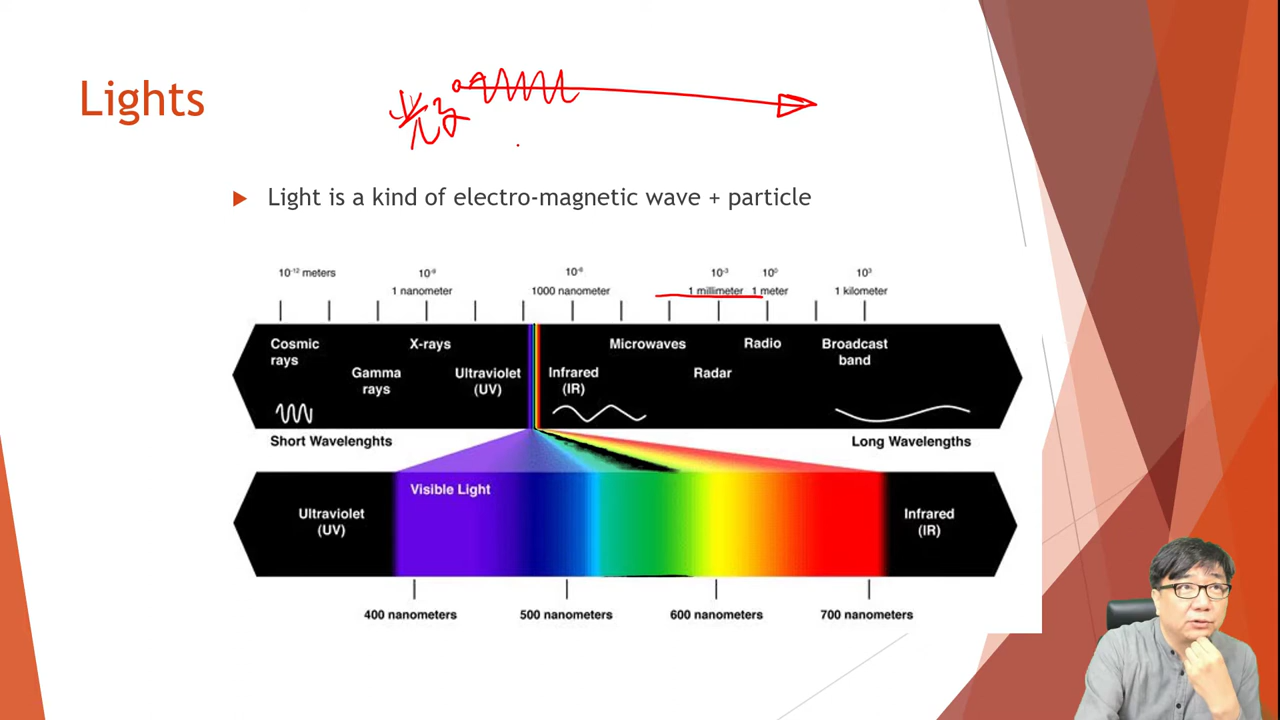 Lights
光子
Light is a kind of electro-magnetic wave + particle
10⁻¹² meters 10⁻⁹ 10⁻⁶ 10⁻³ 10⁰ 10³
1 nanometer 1000 nanometer 1 millimeter 1 meter 1 kilometer
Cosmic rays X-rays Microwaves Radio Broadcast band
Gamma rays Ultraviolet (UV) Infrared (IR) Radar
Short Wavelenghts Long Wavelengths
Visible Light
Ultraviolet (UV) Infrared (IR)
400 nanometers 500 nanometers 600 nanometers 700 nanometers